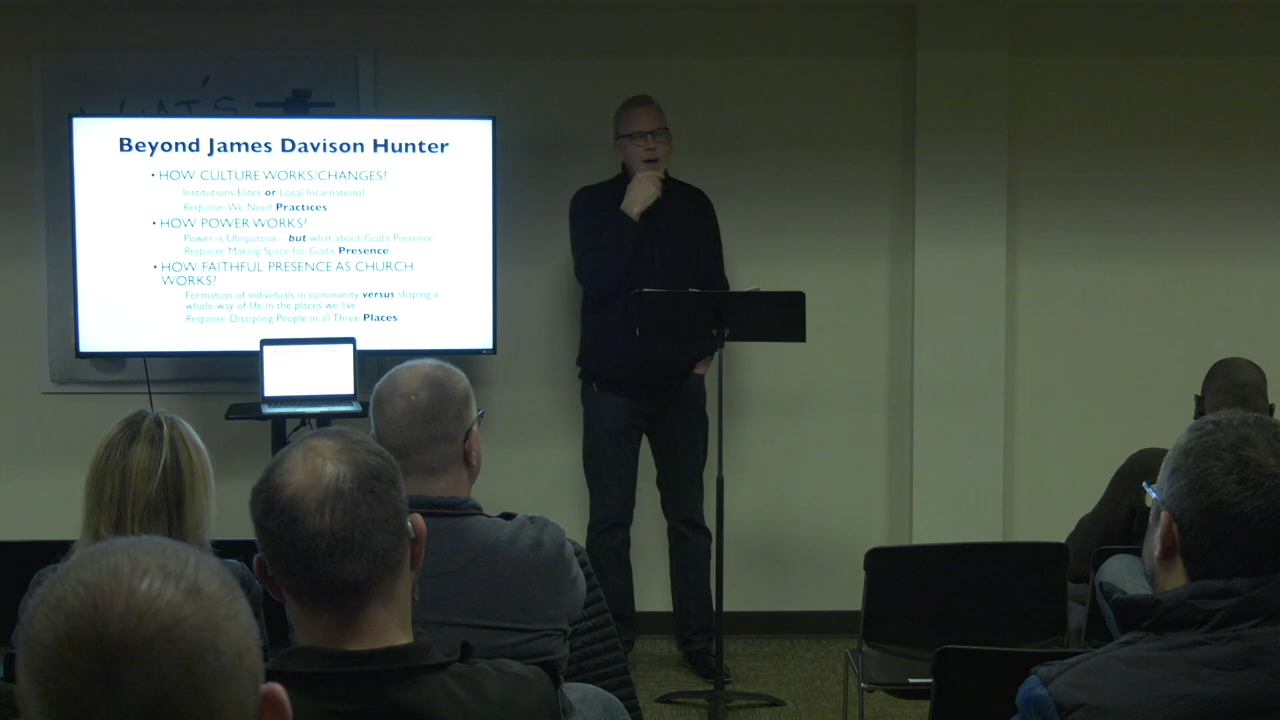 WHAT'S
Beyond James Davison Hunter
• HOW CULTURE WORKS/CHANGES?
Institutions/Elites or Local Incarnational
Response: We Need Practices
• HOW POWER WORKS?
Power is Ubiquitous but what about God's Presence
Response: Making Space for God's Presence
• HOW FAITHFUL PRESENCE AS CHURCH
WORKS?
Formation of individuals in community versus shaping a
whole way of life in the places we live
Response: Discipling People in all Three Places